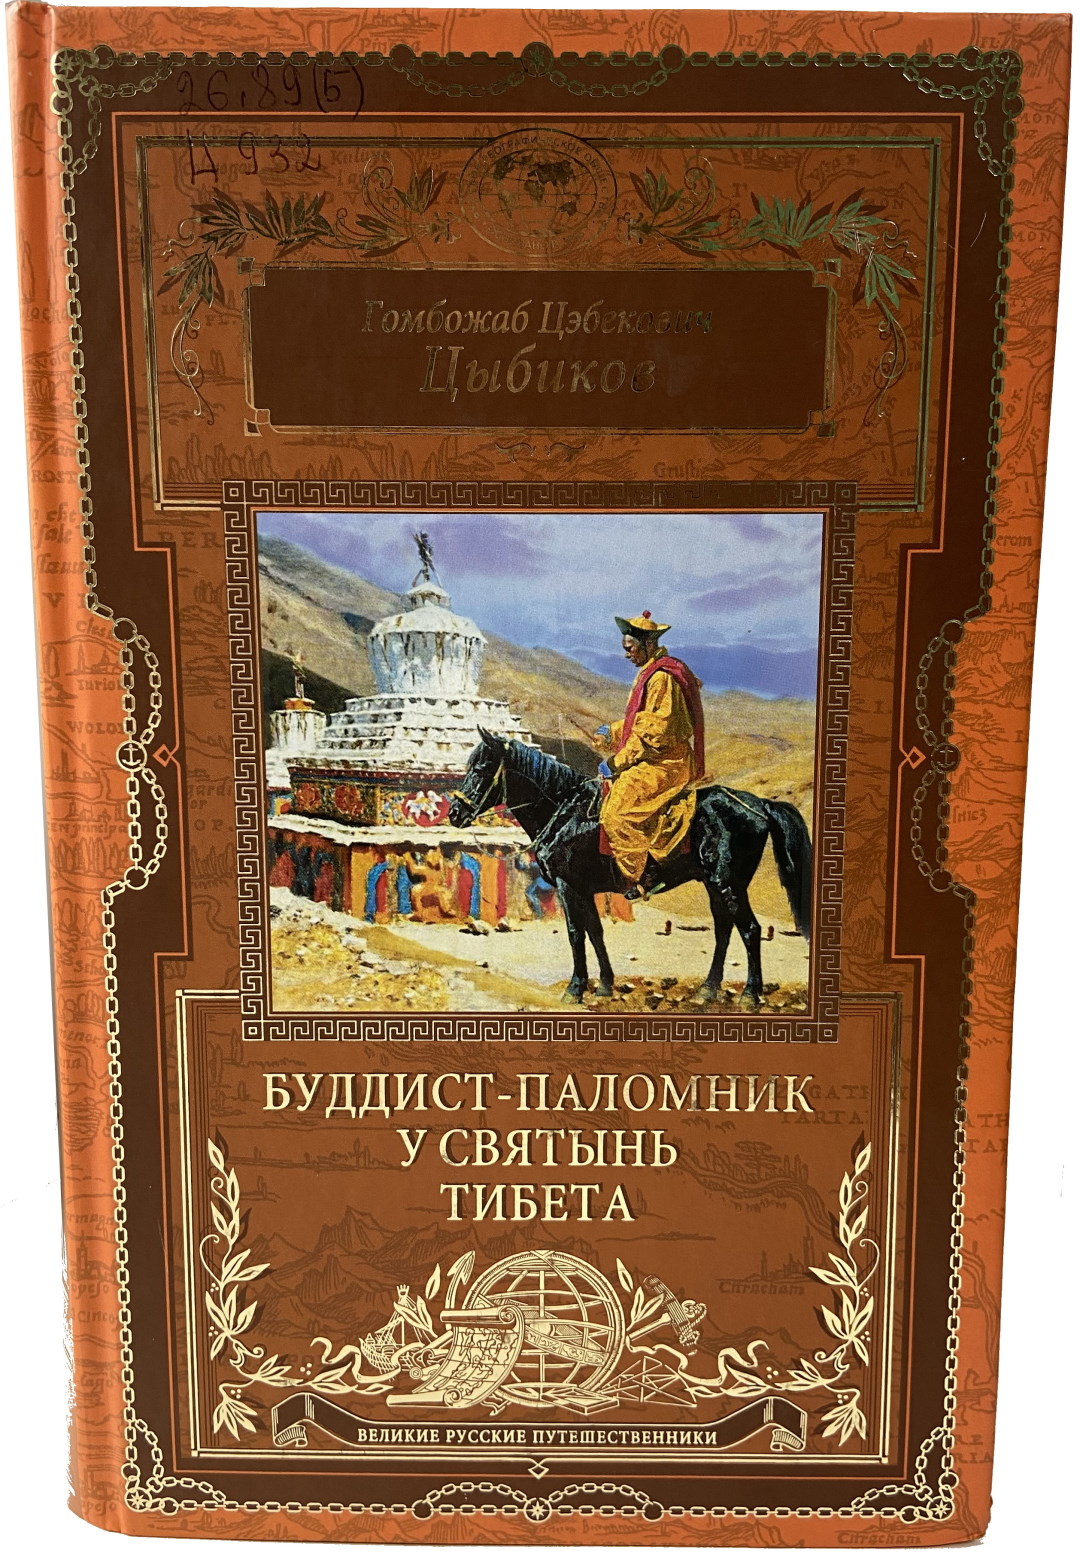 26.89(5)
Ц 932
Гомбожаб Цэбекович
Цыбиков
БУДДИСТ-ПАЛОМНИК
У СВЯТЫНЬ
ТИБЕТА
ВЕЛИКИЕ РУССКИЕ ПУТЕШЕСТВЕННИКИ